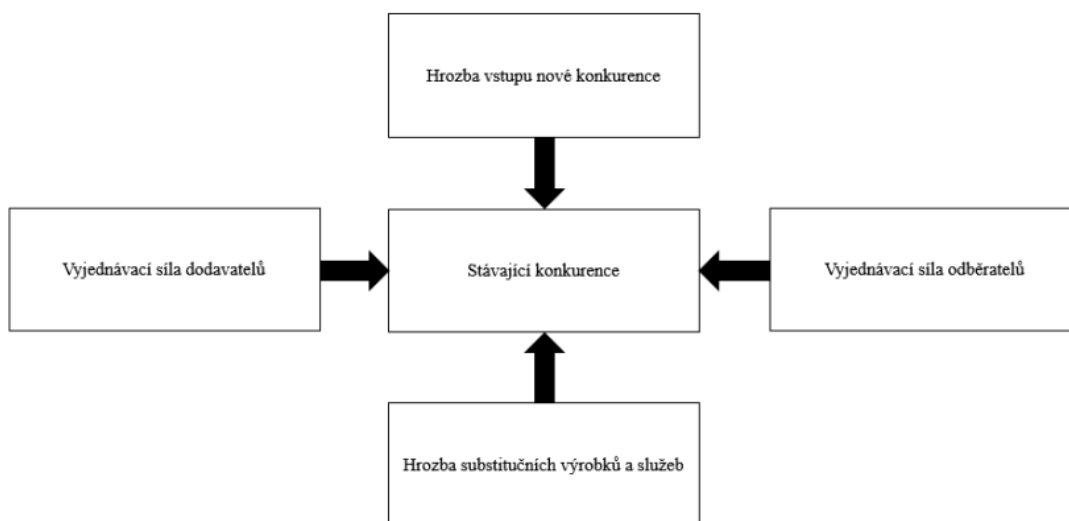 Hrozba vstupu nové konkurence
Vyjednávací síla dodavatelů
Stávající konkurence
Vyjednávací síla odběratelů
Hrozba substitučních výrobků a služeb